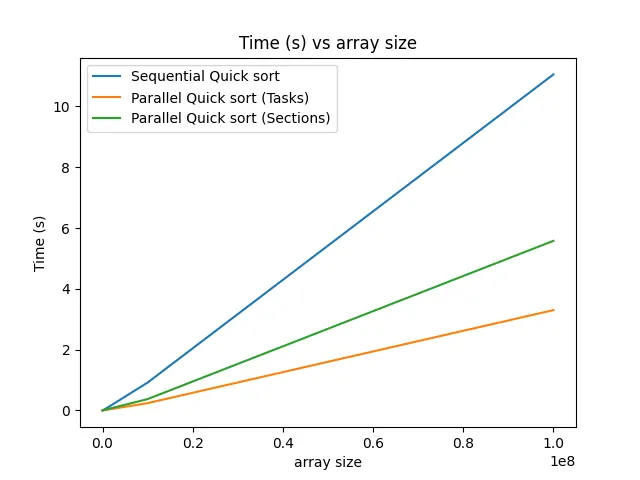 Time (s) vs array size
Sequential Quick sort
Parallel Quick sort (Tasks)
Parallel Quick sort (Sections)
Time (s)
10
8
6
4
2
0
0.0 0.2 0.4 0.6 0.8 1.0
1e8
array size